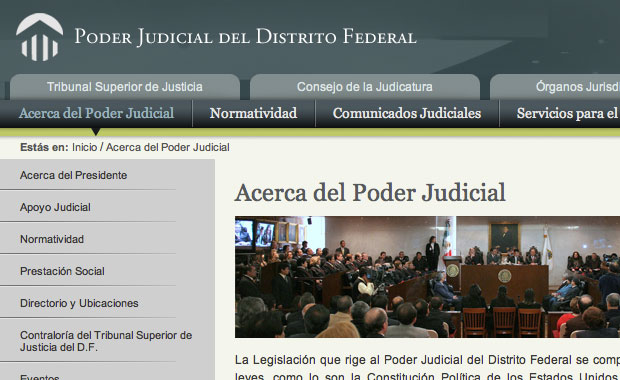 PODER JUDICIAL DEL DISTRITO FEDERAL
Tribunal Superior de Justicia
Consejo de la Judicatura
Órganos Jurisd
Acerca del Poder Judicial
Normatividad
Comunicados Judiciales
Servicios para el
Estás en: Inicio / Acerca del Poder Judicial
Acerca del Presidente
Apoyo Judicial
Normatividad
Prestación Social
Directorio y Ubicaciones
Contraloría del Tribunal Superior de
Justicia del D.F.
Eventos
Acerca del Poder Judicial
La Legislación que rige al Poder Judicial del Distrito Federal se comp
leyes, como lo son la Constitución Política de los Estados Unidos